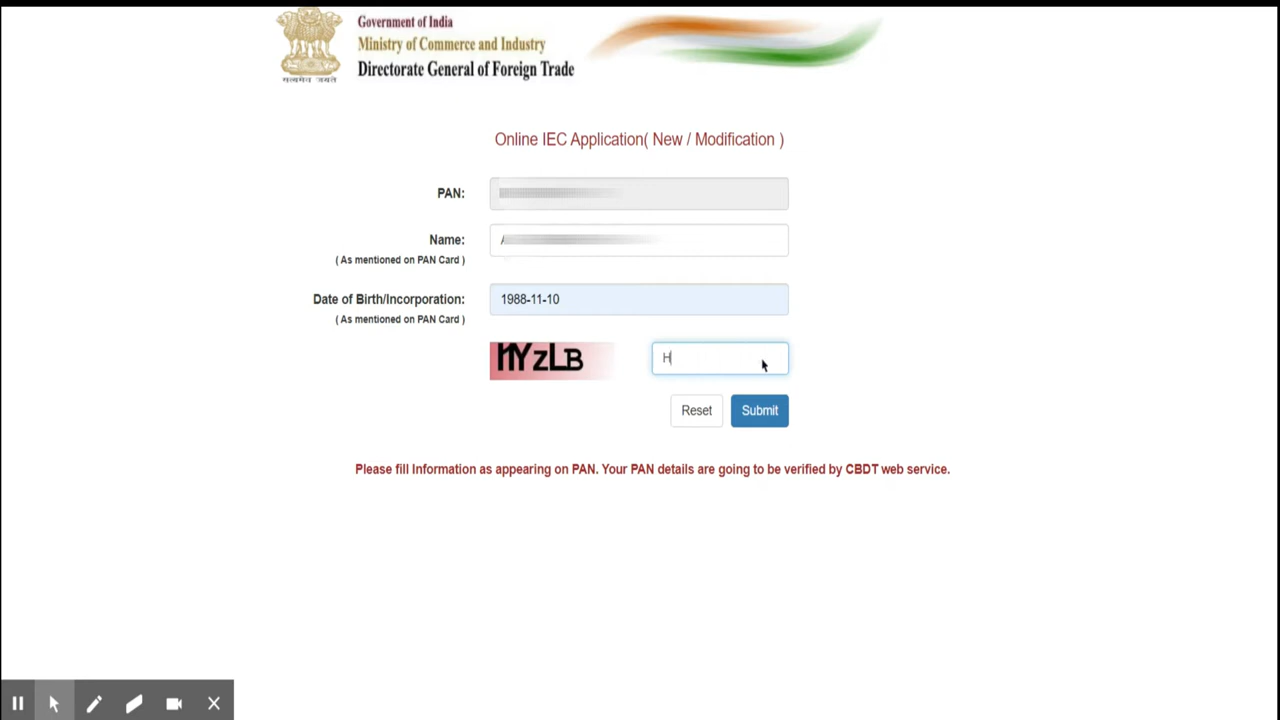 सत्यमेव जयते
Government of India
Ministry of Commerce and Industry
Directorate General of Foreign Trade
Online IEC Application( New / Modification )
PAN:
Name:
( As mentioned on PAN Card )
Date of Birth/Incorporation: 1988-11-10
( As mentioned on PAN Card )
HYzLB H
Reset Submit
Please fill Information as appearing on PAN. Your PAN details are going to be verified by CBDT web service.